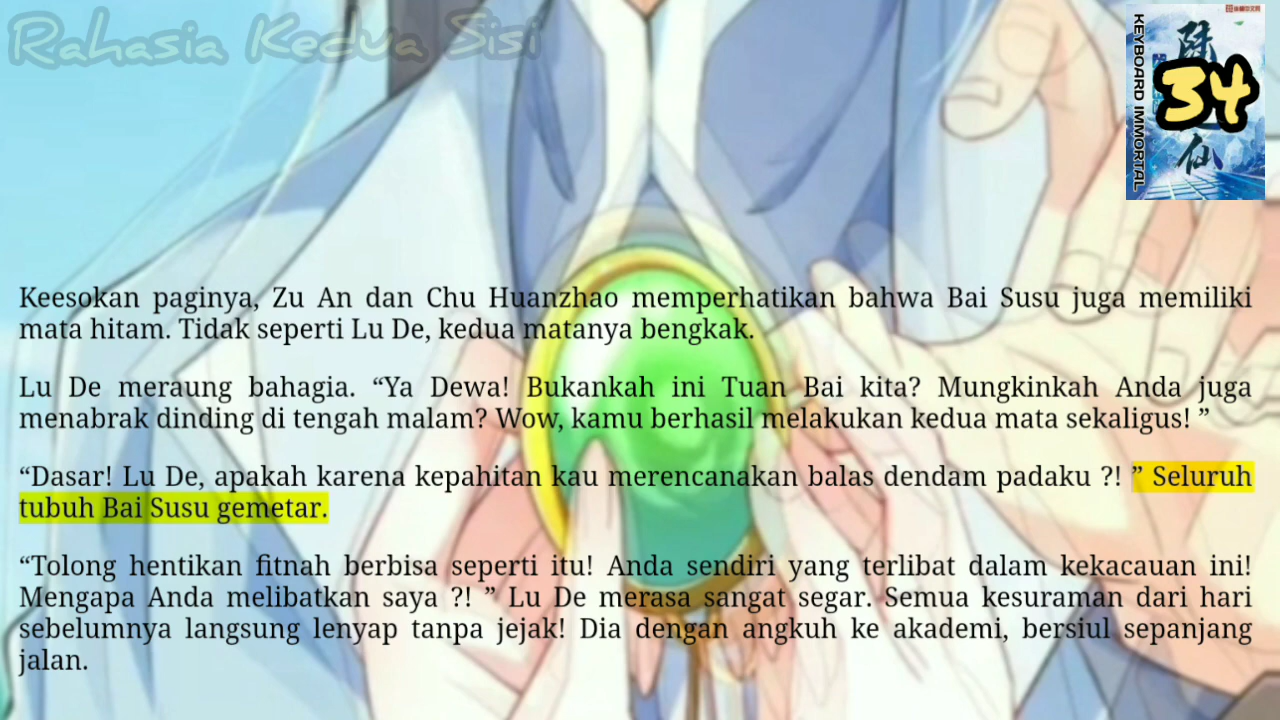 Rahasia Kedua Sisi
KEYBOARD IMMORTAL
34
仙
Keesokan paginya, Zu An dan Chu Huanzhao memperhatikan bahwa Bai Susu juga memiliki
mata hitam. Tidak seperti Lu De, kedua matanya bengkak.
Lu De meraung bahagia. “Ya Dewa! Bukankah ini Tuan Bai kita? Mungkinkah Anda juga
menabrak dinding di tengah malam? Wow, kamu berhasil melakukan kedua mata sekaligus! ”
“Dasar! Lu De, apakah karena kepahitan kau merencanakan balas dendam padaku ?! ” Seluruh
tubuh Bai Susu gemetar.
“Tolong hentikan fitnah berbisa seperti itu! Anda sendiri yang terlibat dalam kekacauan ini!
Mengapa Anda melibatkan saya ?! ” Lu De merasa sangat segar. Semua kesuraman dari hari
sebelumnya langsung lenyap tanpa jejak! Dia dengan angkuh ke akademi, bersiul sepanjang
jalan.